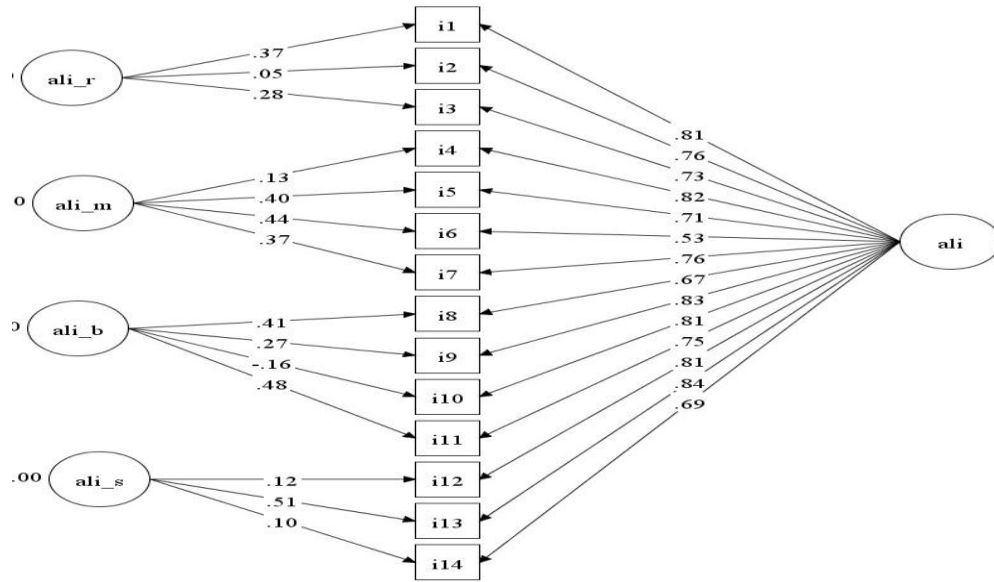 i1
i2
i3
i4
i5
i6
i7
i8
i9
i10
i11
i12
i13
i14
ali_r
.37
.05
.28
ali_m
0
.13
.40
.44
.37
ali_b
.41
.27
-.16
.48
.00
ali_s
.12
.51
.10
.81
.76
.73
.82
.71
.53
.76
.67
.83
.81
.75
.81
.84
.69
ali